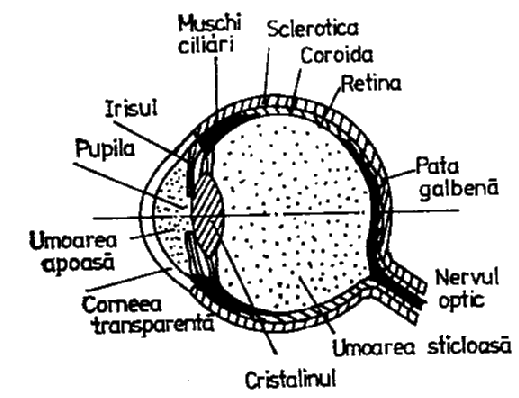 Muschi
ciliari
Sclerotica
Coroida
Retina
Irisul
Pupila
Pata
galbenă
Umoarea
apoasă
Corneea
transparentă
Nervul
optic
Umoarea sticloasă
Cristalinul